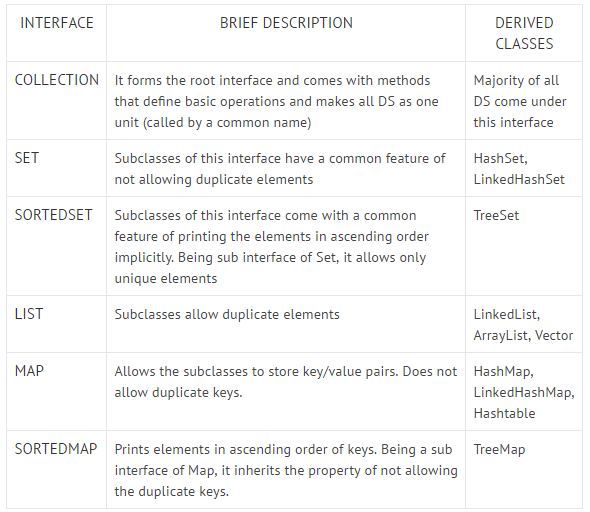 INTERFACE
BRIEF DESCRIPTION
DERIVED
CLASSES
COLLECTION
It forms the root interface and comes with methods
that define basic operations and makes all DS as one
unit (called by a common name)
Majority of all
DS come under
this interface
SET
Subclasses of this interface have a common feature of
not allowing duplicate elements
HashSet,
LinkedHashSet
SORTEDSET
Subclasses of this interface come with a common
feature of printing the elements in ascending order
implicitly. Being sub interface of Set, it allows only
unique elements
TreeSet
LIST
Subclasses allow duplicate elements
LinkedList,
ArrayList, Vector
MAP
Allows the subclasses to store key/value pairs. Does not
allow duplicate keys.
HashMap,
LinkedHashMap,
Hashtable
SORTEDMAP
Prints elements in ascending order of keys. Being a sub
interface of Map, it inherits the property of not allowing
the duplicate keys.
TreeMap